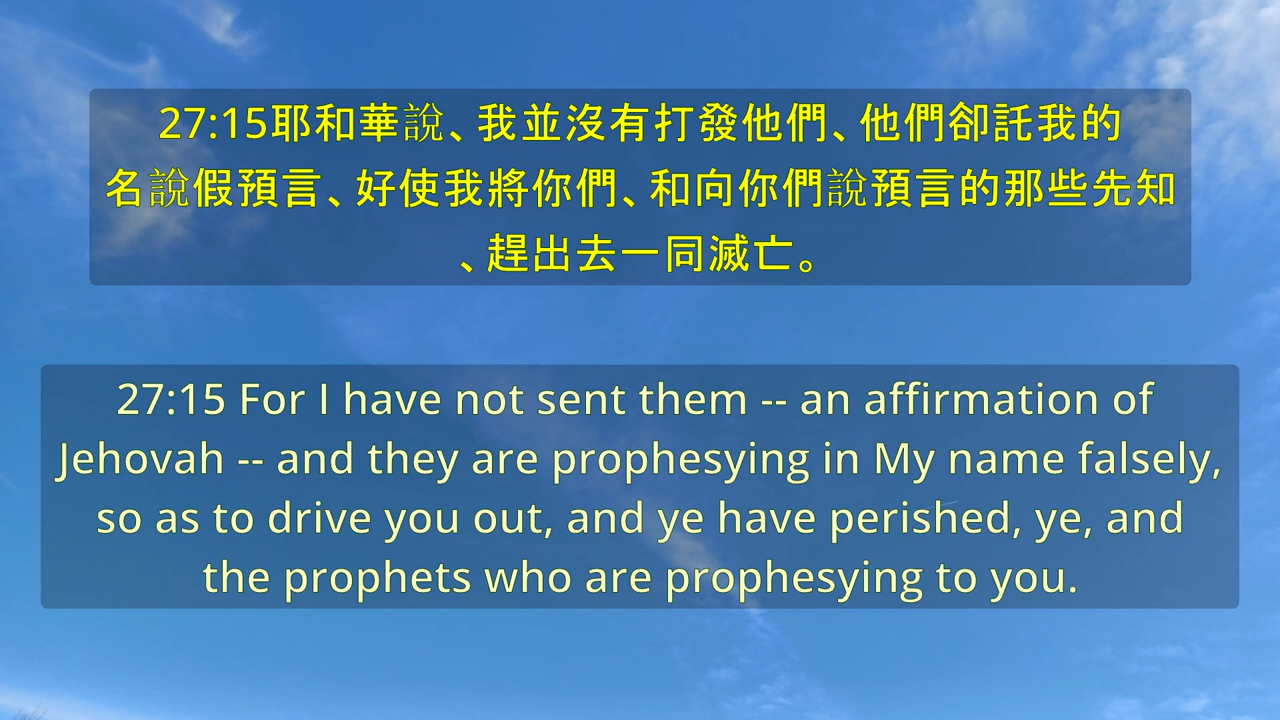 27:15耶和華說、我並沒有打發他們、他們卻託我的
名說假預言、好使我將你們、和向你們說預言的那些先知
、趕出去一同滅亡。
27:15 For I have not sent them -- an affirmation of
Jehovah -- and they are prophesying in My name falsely,
so as to drive you out, and ye have perished, ye, and
the prophets who are prophesying to you.